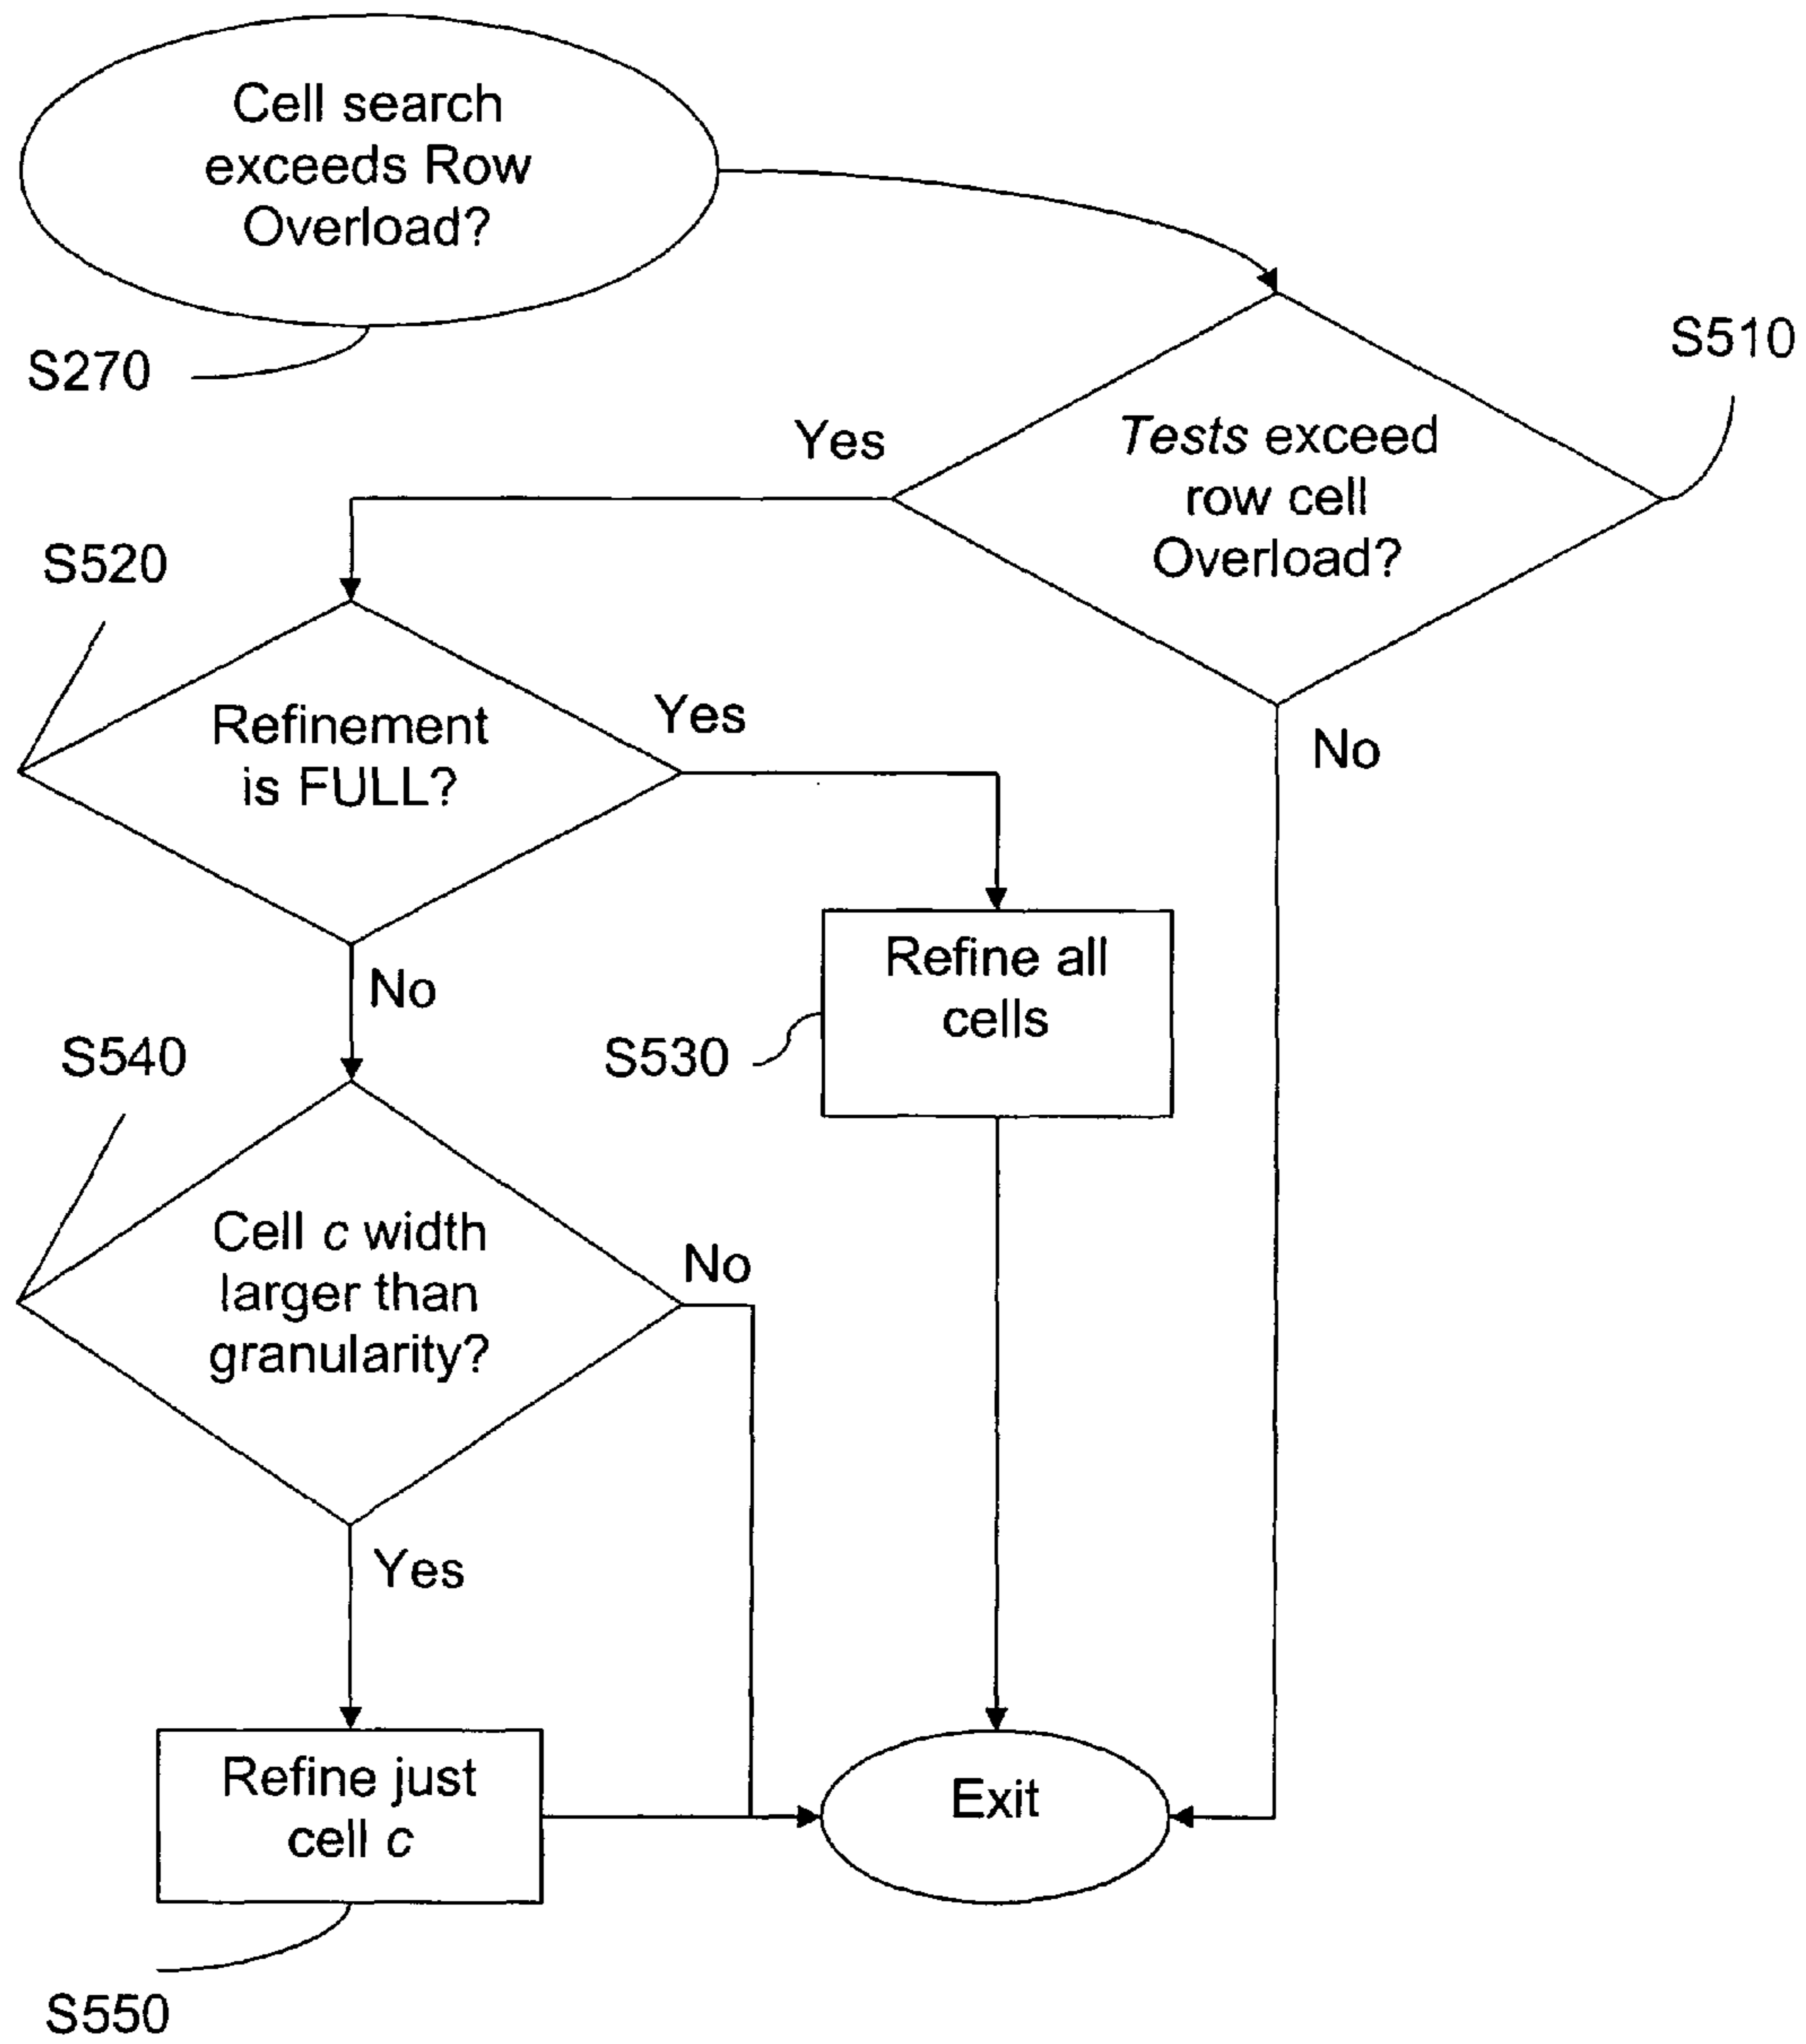 Cell search
exceeds Row
Overload?
S270
S510
Tests exceed
row cell
Overload?
Yes
No
S520
Refinement
is FULL?
Yes
No
Refine all
cells
S530
S540
Cell c width
larger than
granularity?
No
Yes
Refine just
cell c
Exit
S550